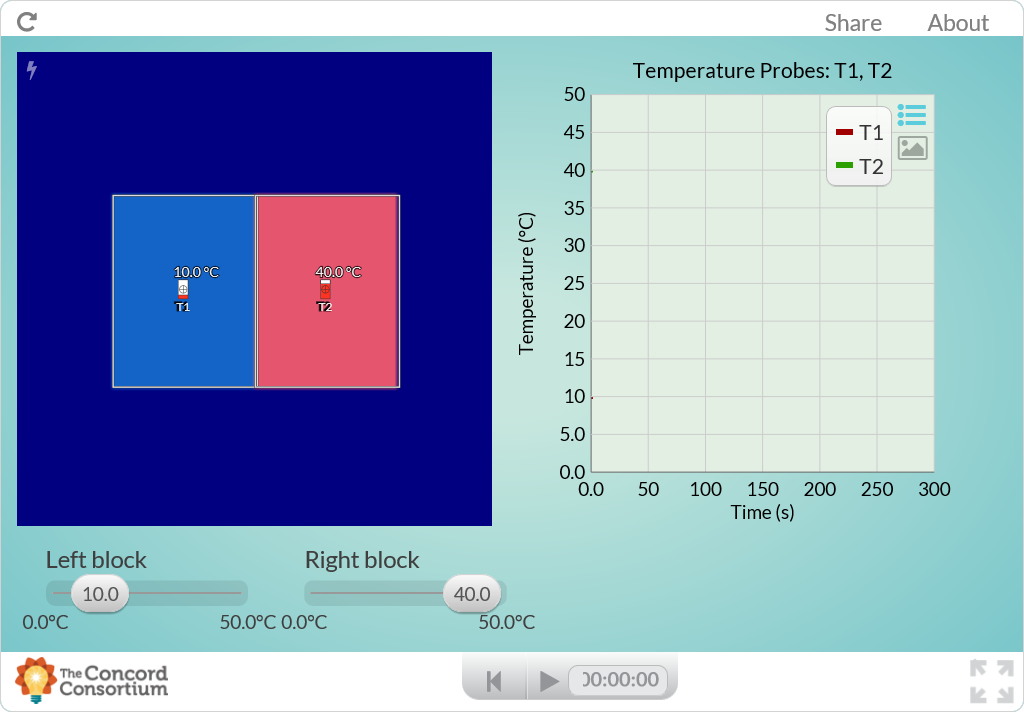 Share About
Temperature Probes: T1, T2
50
45
40
35
30
25
20
15
10
5.0
0.0
Temperature (°C)
T1
T2
0.0 50 100 150 200 250 300
Time (s)
10.0 °C
T1
40.0 °C
T2
Left block
10.0
0.0°C 50.0°C
Right block
40.0
0.0°C 50.0°C
The Concord
Consortium
00:00:00